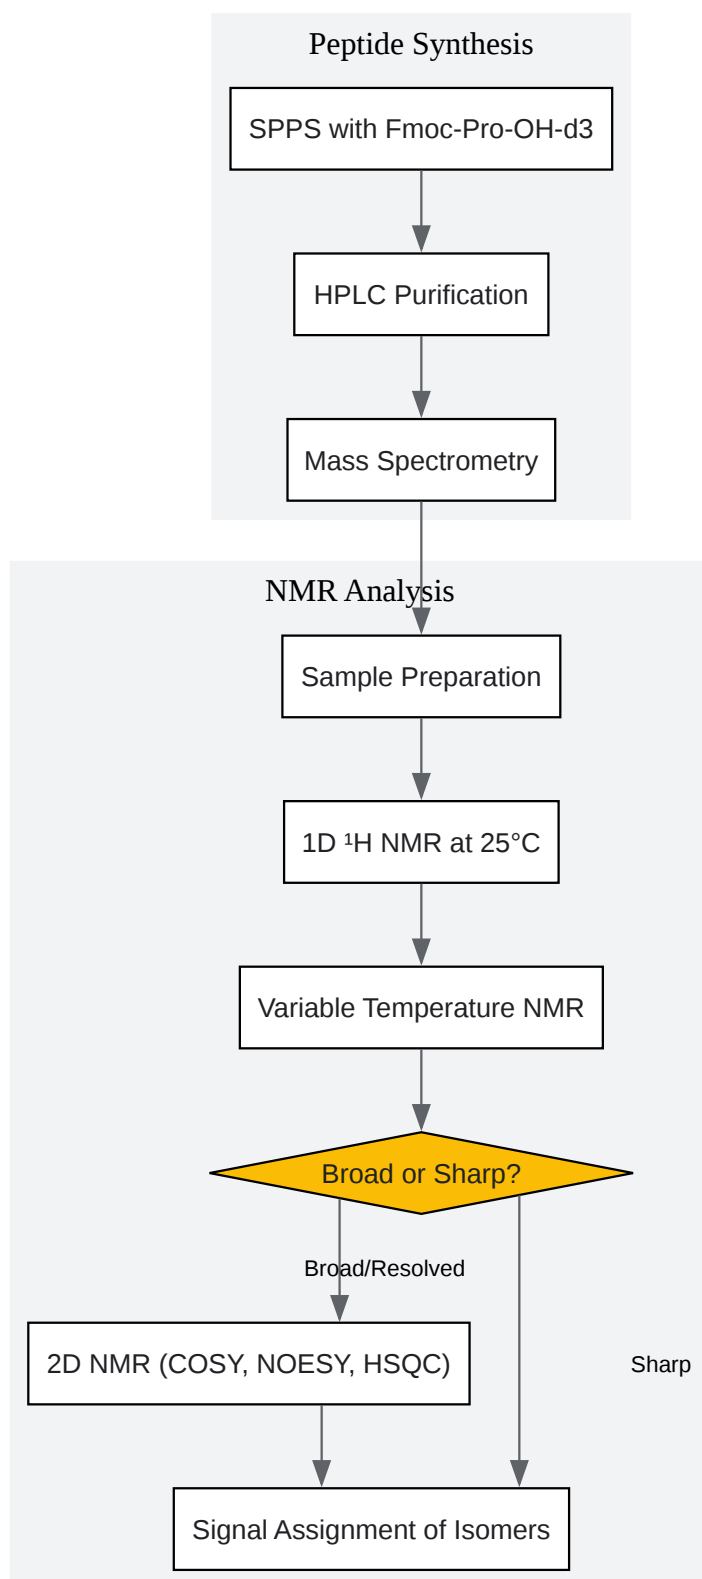 Peptide Synthesis
SPPS with Fmoc-Pro-OH-d3
HPLC Purification
Mass Spectrometry
NMR Analysis
Sample Preparation
1D ¹H NMR at 25°C
Variable Temperature NMR
Broad or Sharp?
Broad/Resolved
2D NMR (COSY, NOESY, HSQC)
Sharp
Signal Assignment of Isomers